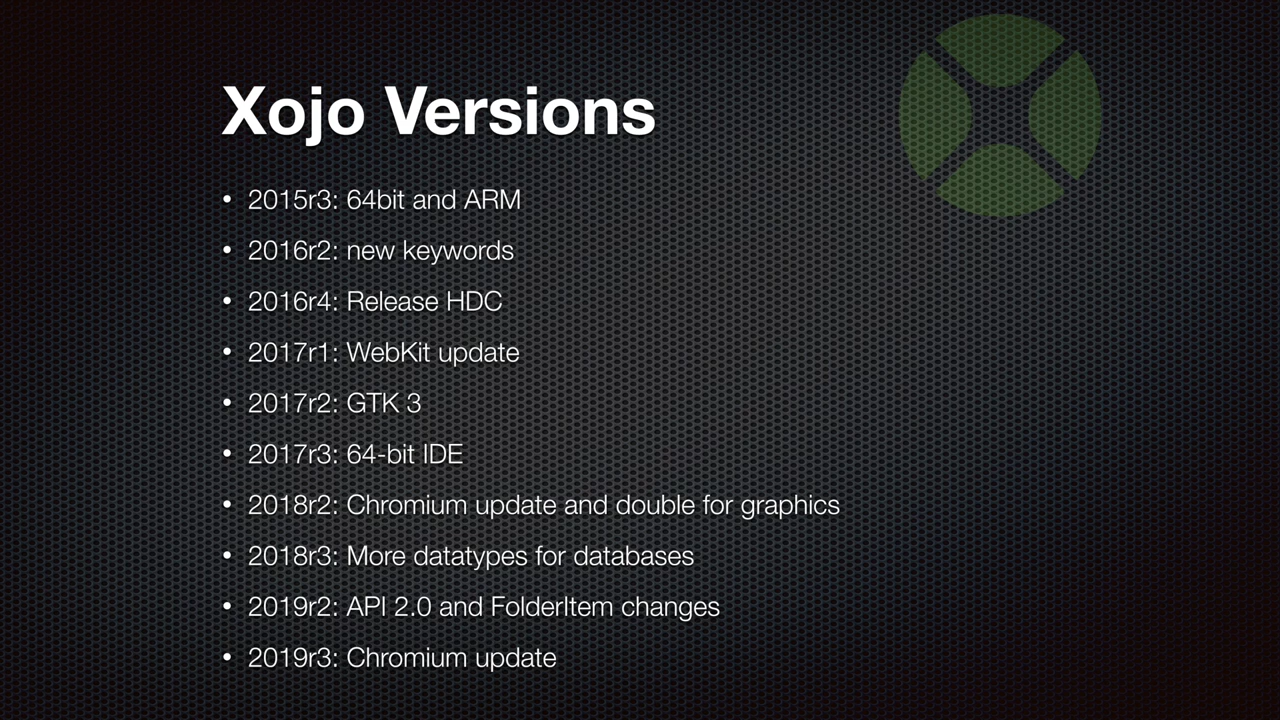 Xojo Versions
• 2015r3: 64bit and ARM
• 2016r2: new keywords
• 2016r4: Release HDC
• 2017r1: WebKit update
• 2017r2: GTK 3
• 2017r3: 64-bit IDE
• 2018r2: Chromium update and double for graphics
• 2018r3: More datatypes for databases
• 2019r2: API 2.0 and FolderItem changes
• 2019r3: Chromium update